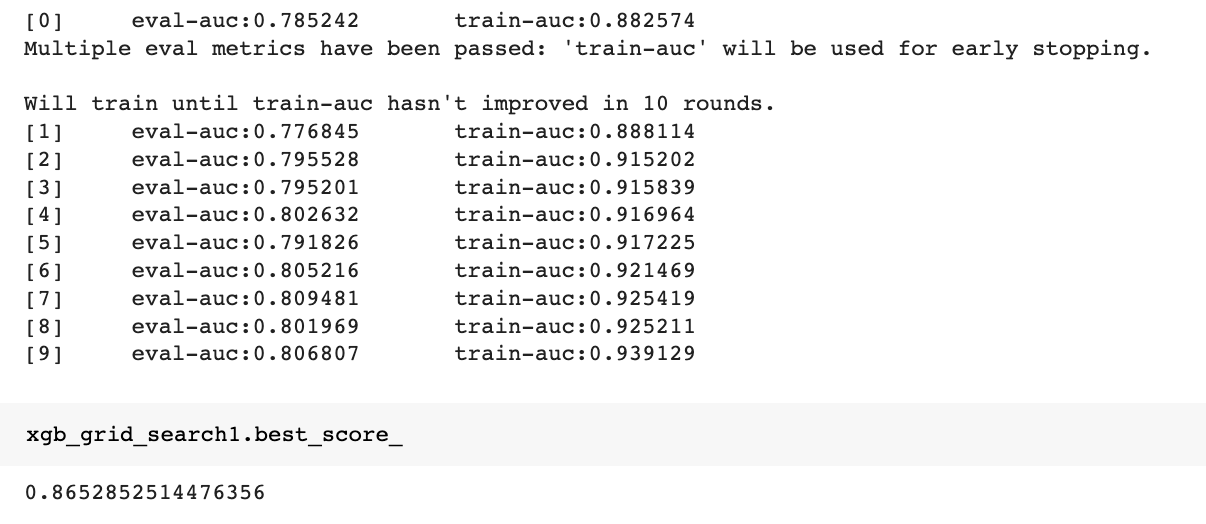 [0]	eval-auc:0.785242	train-auc:0.882574
Multiple eval metrics have been passed: 'train-auc' will be used for early stopping.
Will train until train-auc hasn't improved in 10 rounds.
[1]	eval-auc:0.776845	train-auc:0.888114
[2]	eval-auc:0.795528	train-auc:0.915202
[3]	eval-auc:0.795201	train-auc:0.915839
[4]	eval-auc:0.802632	train-auc:0.916964
[5]	eval-auc:0.791826	train-auc:0.917225
[6]	eval-auc:0.805216	train-auc:0.921469
[7]	eval-auc:0.809481	train-auc:0.925419
[8]	eval-auc:0.801969	train-auc:0.925211
[9]	eval-auc:0.806807	train-auc:0.939129
xgb_grid_search1.best_score_
0.8652852514476356